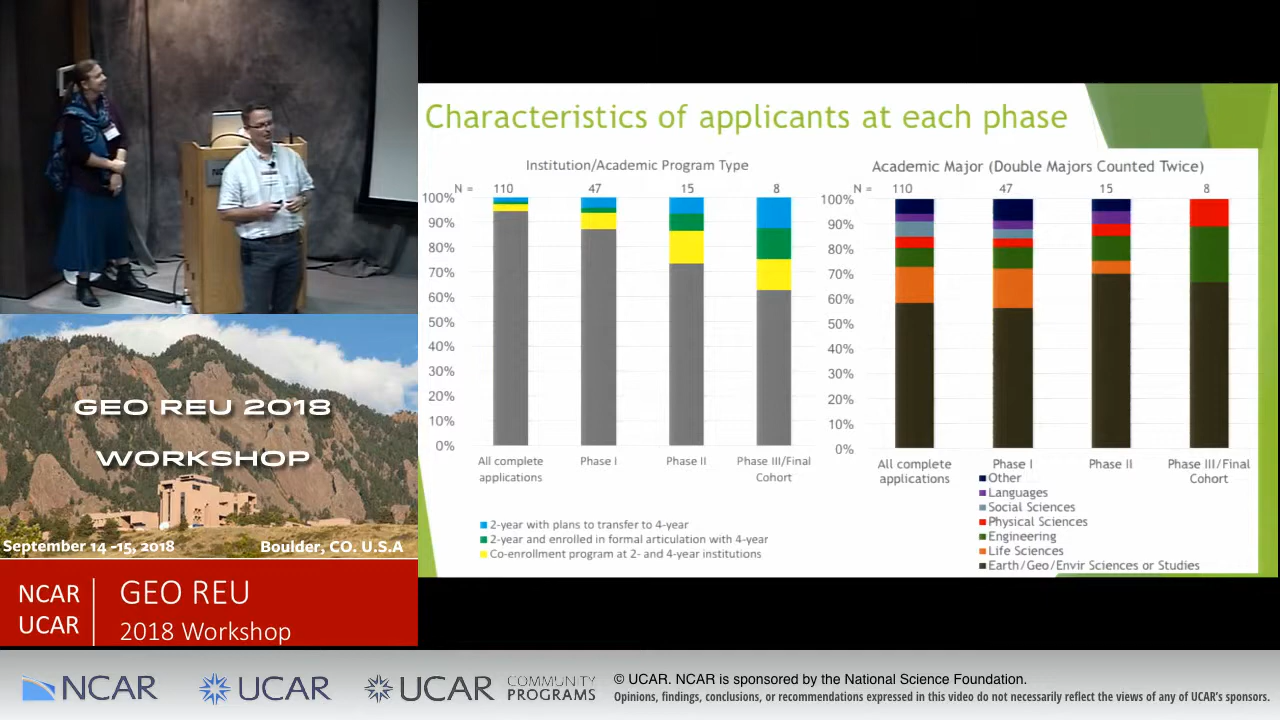 Characteristics of applicants at each phase
Institution/Academic Program Type
N = 110 47 15 8
100%
90%
80%
70%
60%
50%
40%
30%
20%
10%
0%
All complete applications
Phase I
Phase II
Phase III/Final Cohort
2-year with plans to transfer to 4-year
2-year and enrolled in formal articulation with 4-year
Co-enrollment program at 2- and 4-year institutions
Academic Major (Double Majors Counted Twice)
N = 110 47 15 8
100%
90%
80%
70%
60%
50%
40%
30%
20%
10%
0%
All complete applications
Phase I
Phase II
Phase III/Final Cohort
Other
Languages
Social Sciences
Physical Sciences
Engineering
Life Sciences
Earth/Geo/Envir Sciences or Studies
GEO REU 2018
WORKSHOP
September 14 -15, 2018
Boulder, CO. U.S.A
NCAR
UCAR
GEO REU
2018 Workshop
NCAR
UCAR
UCAR
COMMUNITY
PROGRAMS
© UCAR. NCAR is sponsored by the National Science Foundation.
Opinions, findings, conclusions, or recommendations expressed in this video do not necessarily reflect the views of any of UCAR's sponsors.